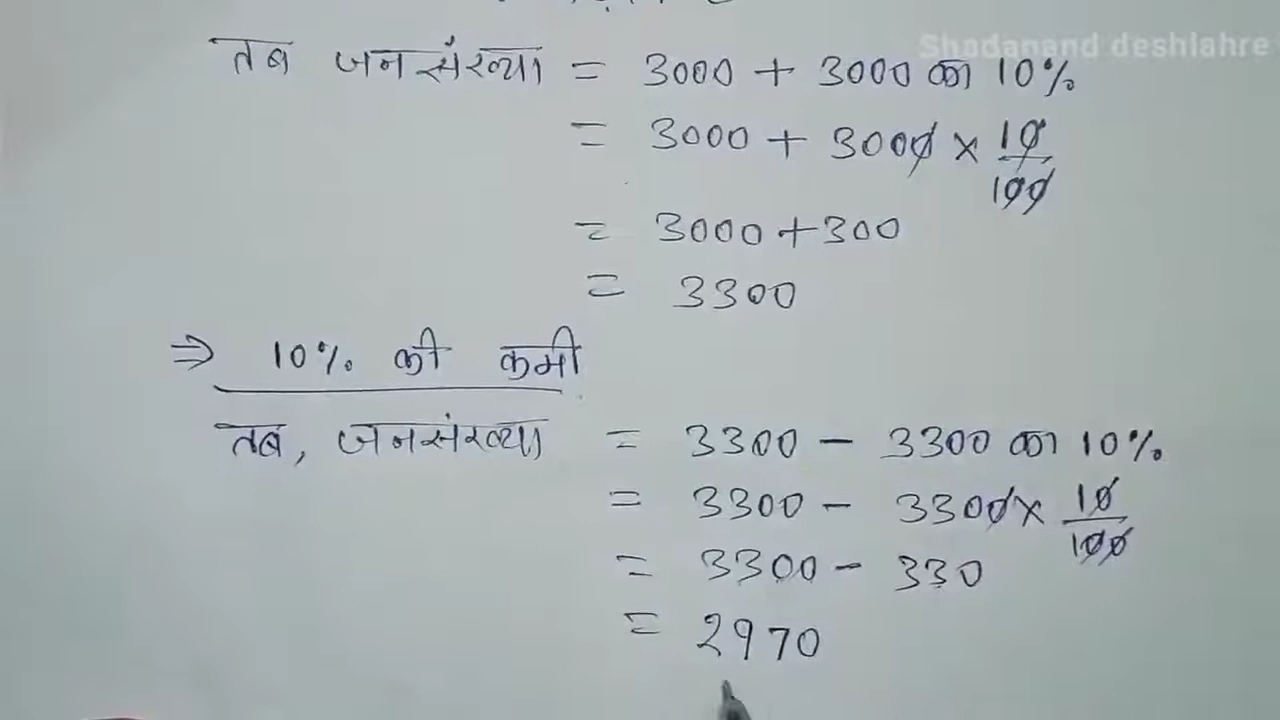 Shadanand deshlahre
तब जनसंख्या = 3000 + 3000 का 10%
= 3000 + 3000 × 10/100
= 3000 + 300
= 3300
⇒ 10% की कमी
तब, जनसंख्या = 3300 - 3300 का 10%
= 3300 - 3300 × 10/100
= 3300 - 330
= 2970